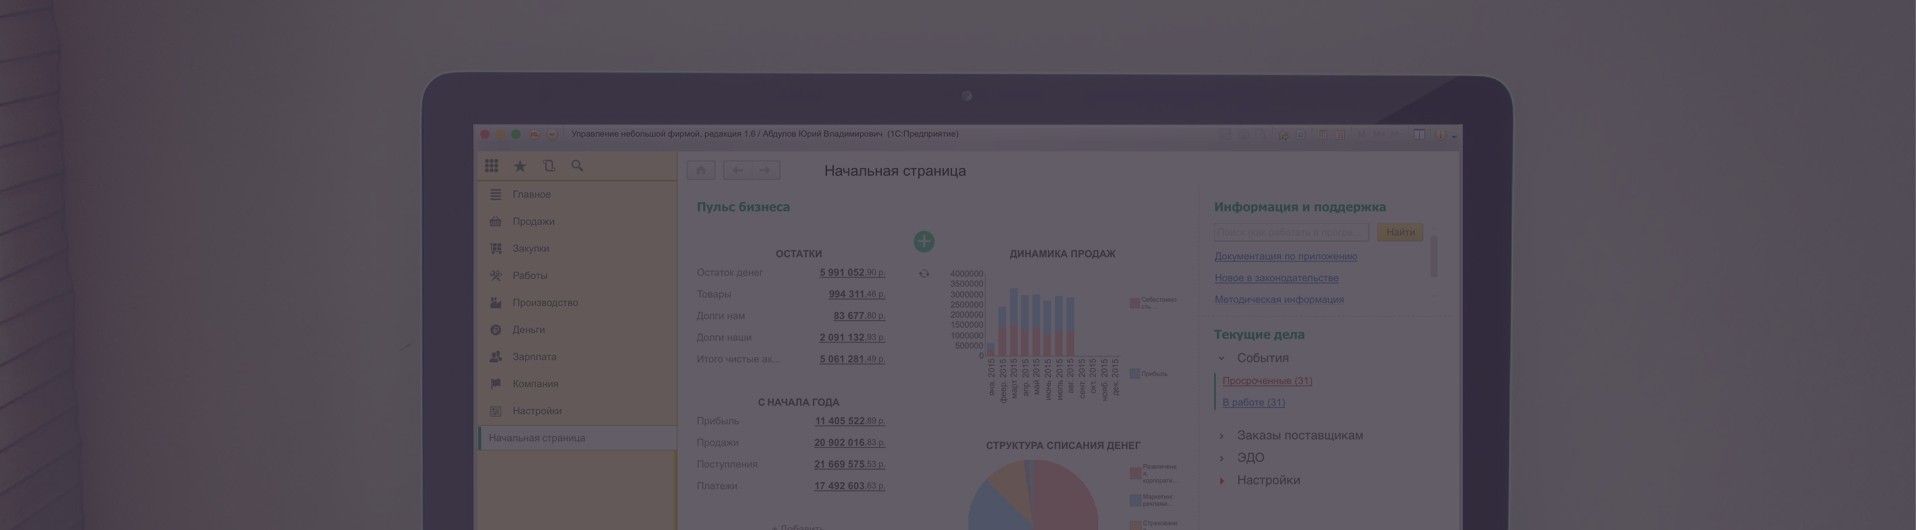 Управление небольшой фирмой, редакция 1.6 / Абдулов Юрий Владимирович (1С:Предприятие)
Начальная страница
Главное
Продажи
Закупки
Работы
Производство
Деньги
Зарплата
Компания
Настройки
Начальная страница
Пульс бизнеса
ОСТАТКИ
Остаток денег 5 991 052,90 р.
Товары 994 311,46 р.
Долги нам 83 677,80 р.
Долги наши 2 091 132,93 р.
Итого чистые ак... 5 061 281,49 р.
С НАЧАЛА ГОДА
Прибыль 11 405 522,89 р.
Продажи 20 902 016,83 р.
Поступления 21 669 575,53 р.
Платежи 17 492 603,63 р.
+ Добавить
ДИНАМИКА ПРОДАЖ
4000000
3500000
3000000
2500000
2000000
1500000
1000000
500000
0
янв. 2015
февр. 2015
март 2015
апр. 2015
май 2015
июнь 2015
июль 2015
авг. 2015
сент. 2015
окт. 2015
нояб. 2015
дек. 2015
Себестоимо
сть...
Прибыль
СТРУКТУРА СПИСАНИЯ ДЕНЕГ
Информация и поддержка
Найти
Документация по приложению
Новое в законодательстве
Методическая информация
Текущие дела
События
Просроченные (31)
В работе (31)
Заказы поставщикам
ЭДО
Настройки